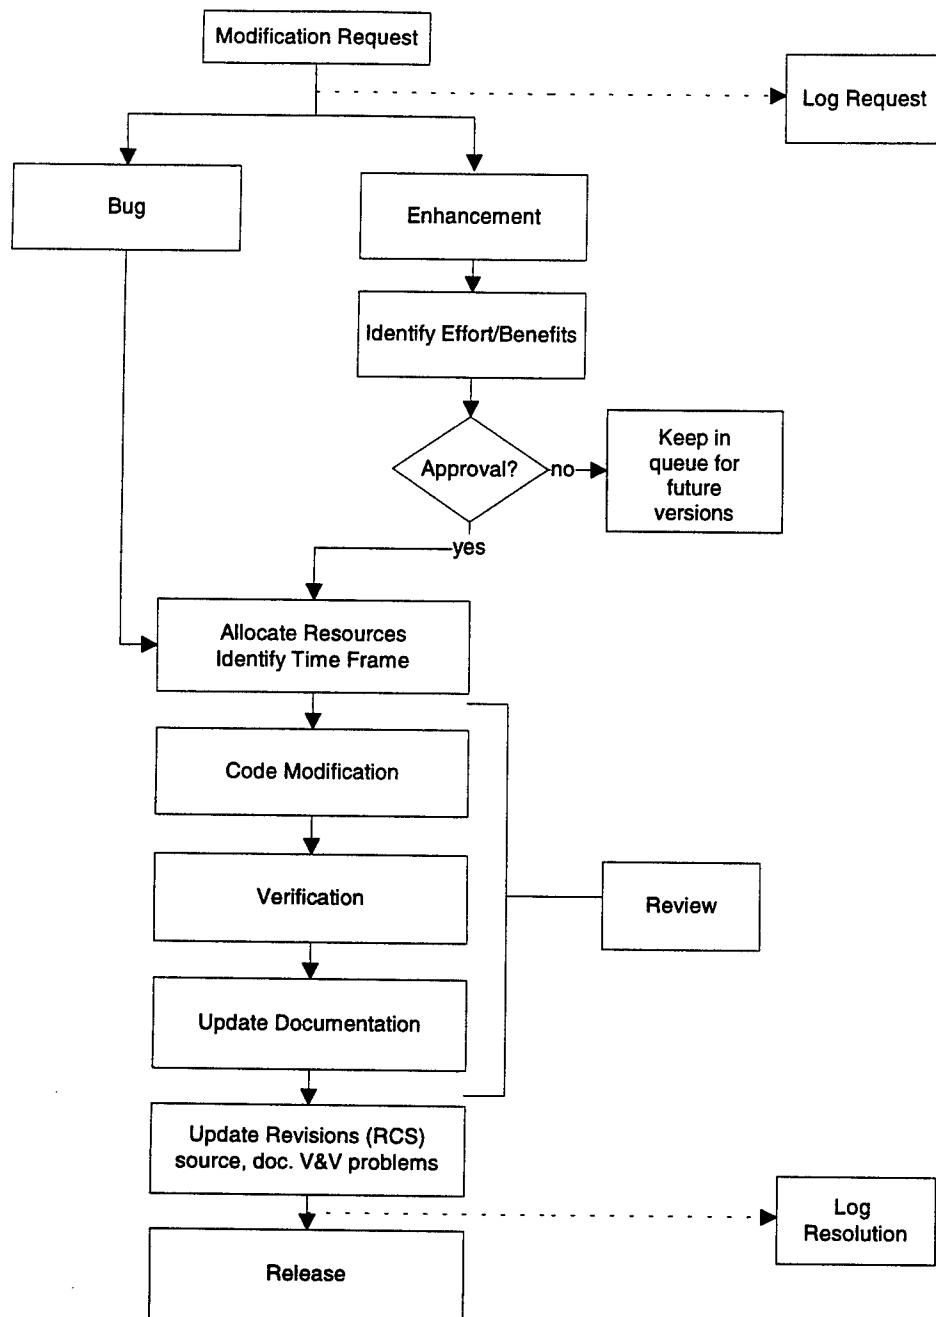 Modification Request
Log Request
Bug
Enhancement
Identify Effort/Benefits
Approval?
no
Keep in
queue for
future
versions
yes
Allocate Resources
Identify Time Frame
Code Modification
Verification
Review
Update Documentation
Update Revisions (RCS)
source, doc. V&V problems
Log
Resolution
Release